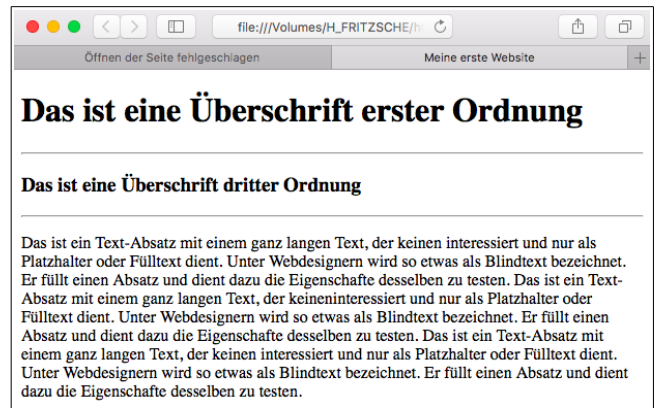 file:///Volumes/H_FRITZSCHE/h
Öffnen der Seite fehlgeschlagen
Meine erste Website
Das ist eine Überschrift erster Ordnung
Das ist eine Überschrift dritter Ordnung
Das ist ein Text-Absatz mit einem ganz langen Text, der keinen interessiert und nur als
Platzhalter oder Fülltext dient. Unter Webdesignern wird so etwas als Blindtext bezeichnet.
Er füllt einen Absatz und dient dazu die Eigenschafte desselben zu testen. Das ist ein Text-
Absatz mit einem ganz langen Text, der keineninteressiert und nur als Platzhalter oder
Fülltext dient. Unter Webdesignern wird so etwas als Blindtext bezeichnet. Er füllt einen
Absatz und dient dazu die Eigenschafte desselben zu testen. Das ist ein Text-Absatz mit
einem ganz langen Text, der keinen interessiert und nur als Platzhalter oder Fülltext dient.
Unter Webdesignern wird so etwas als Blindtext bezeichnet. Er füllt einen Absatz und dient
dazu die Eigenschafte desselben zu testen.